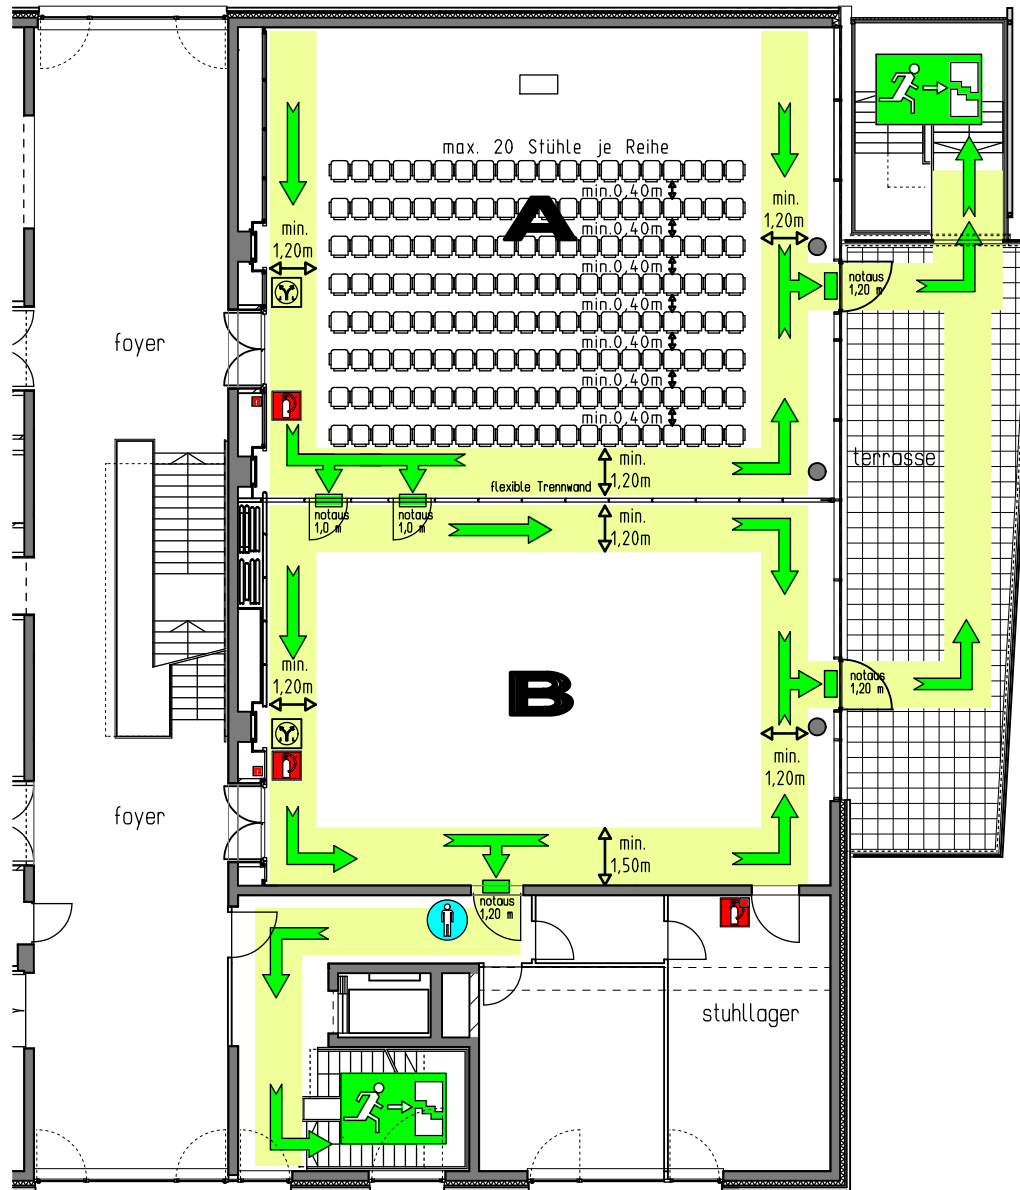 max. 20 Stühle je Reihe
min.0,40m
A
min.
1,20m
min.
1,20m
min.0,40m
min.0,40m
min.0,40m
min.0,40m
min.0,40m
min.0,40m
notaus
1,20 m
foyer
terrasse
min.
1,20m
flexible Trennwand
notaus
1,0 m
notaus
1,0 m
min.
1,20m
min.
1,20m
B
notaus
1,20 m
min.
1,20m
foyer
min.
1,50m
notaus
1,20 m
stuhllager